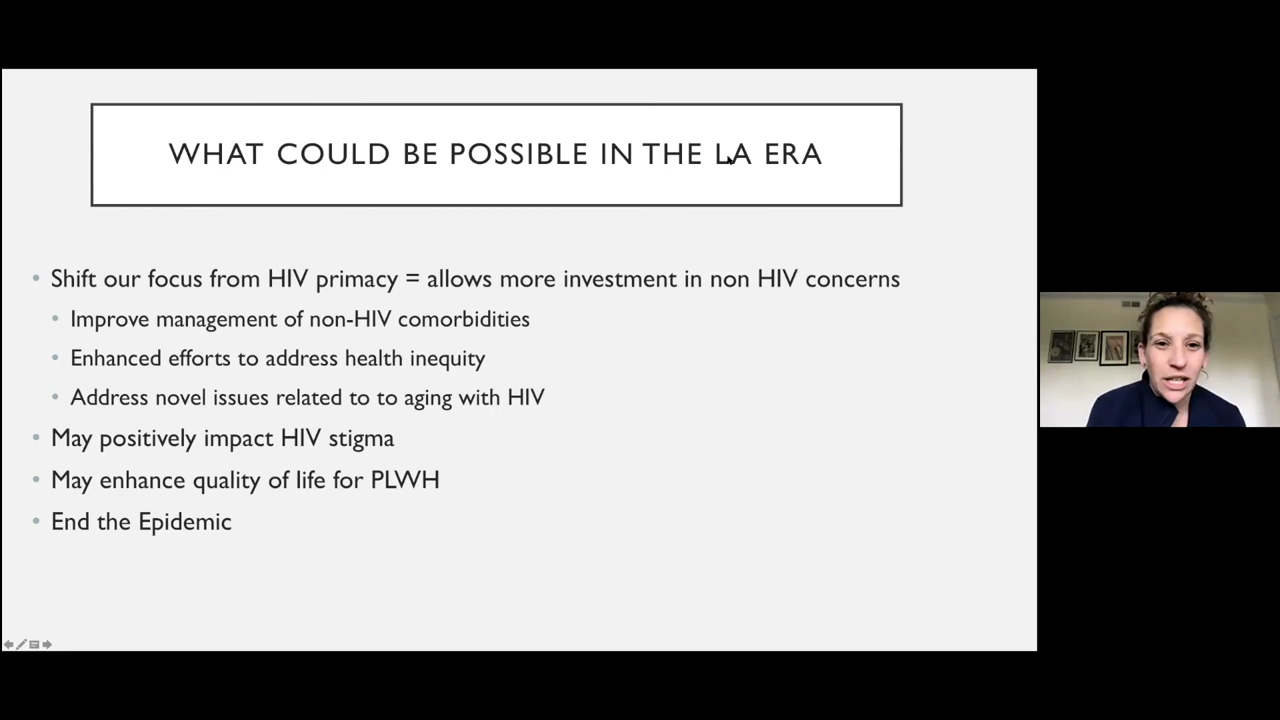 WHAT COULD BE POSSIBLE IN THE LA ERA
• Shift our focus from HIV primacy = allows more investment in non HIV concerns
• Improve management of non-HIV comorbidities
• Enhanced efforts to address health inequity
• Address novel issues related to to aging with HIV
• May positively impact HIV stigma
• May enhance quality of life for PLWH
• End the Epidemic